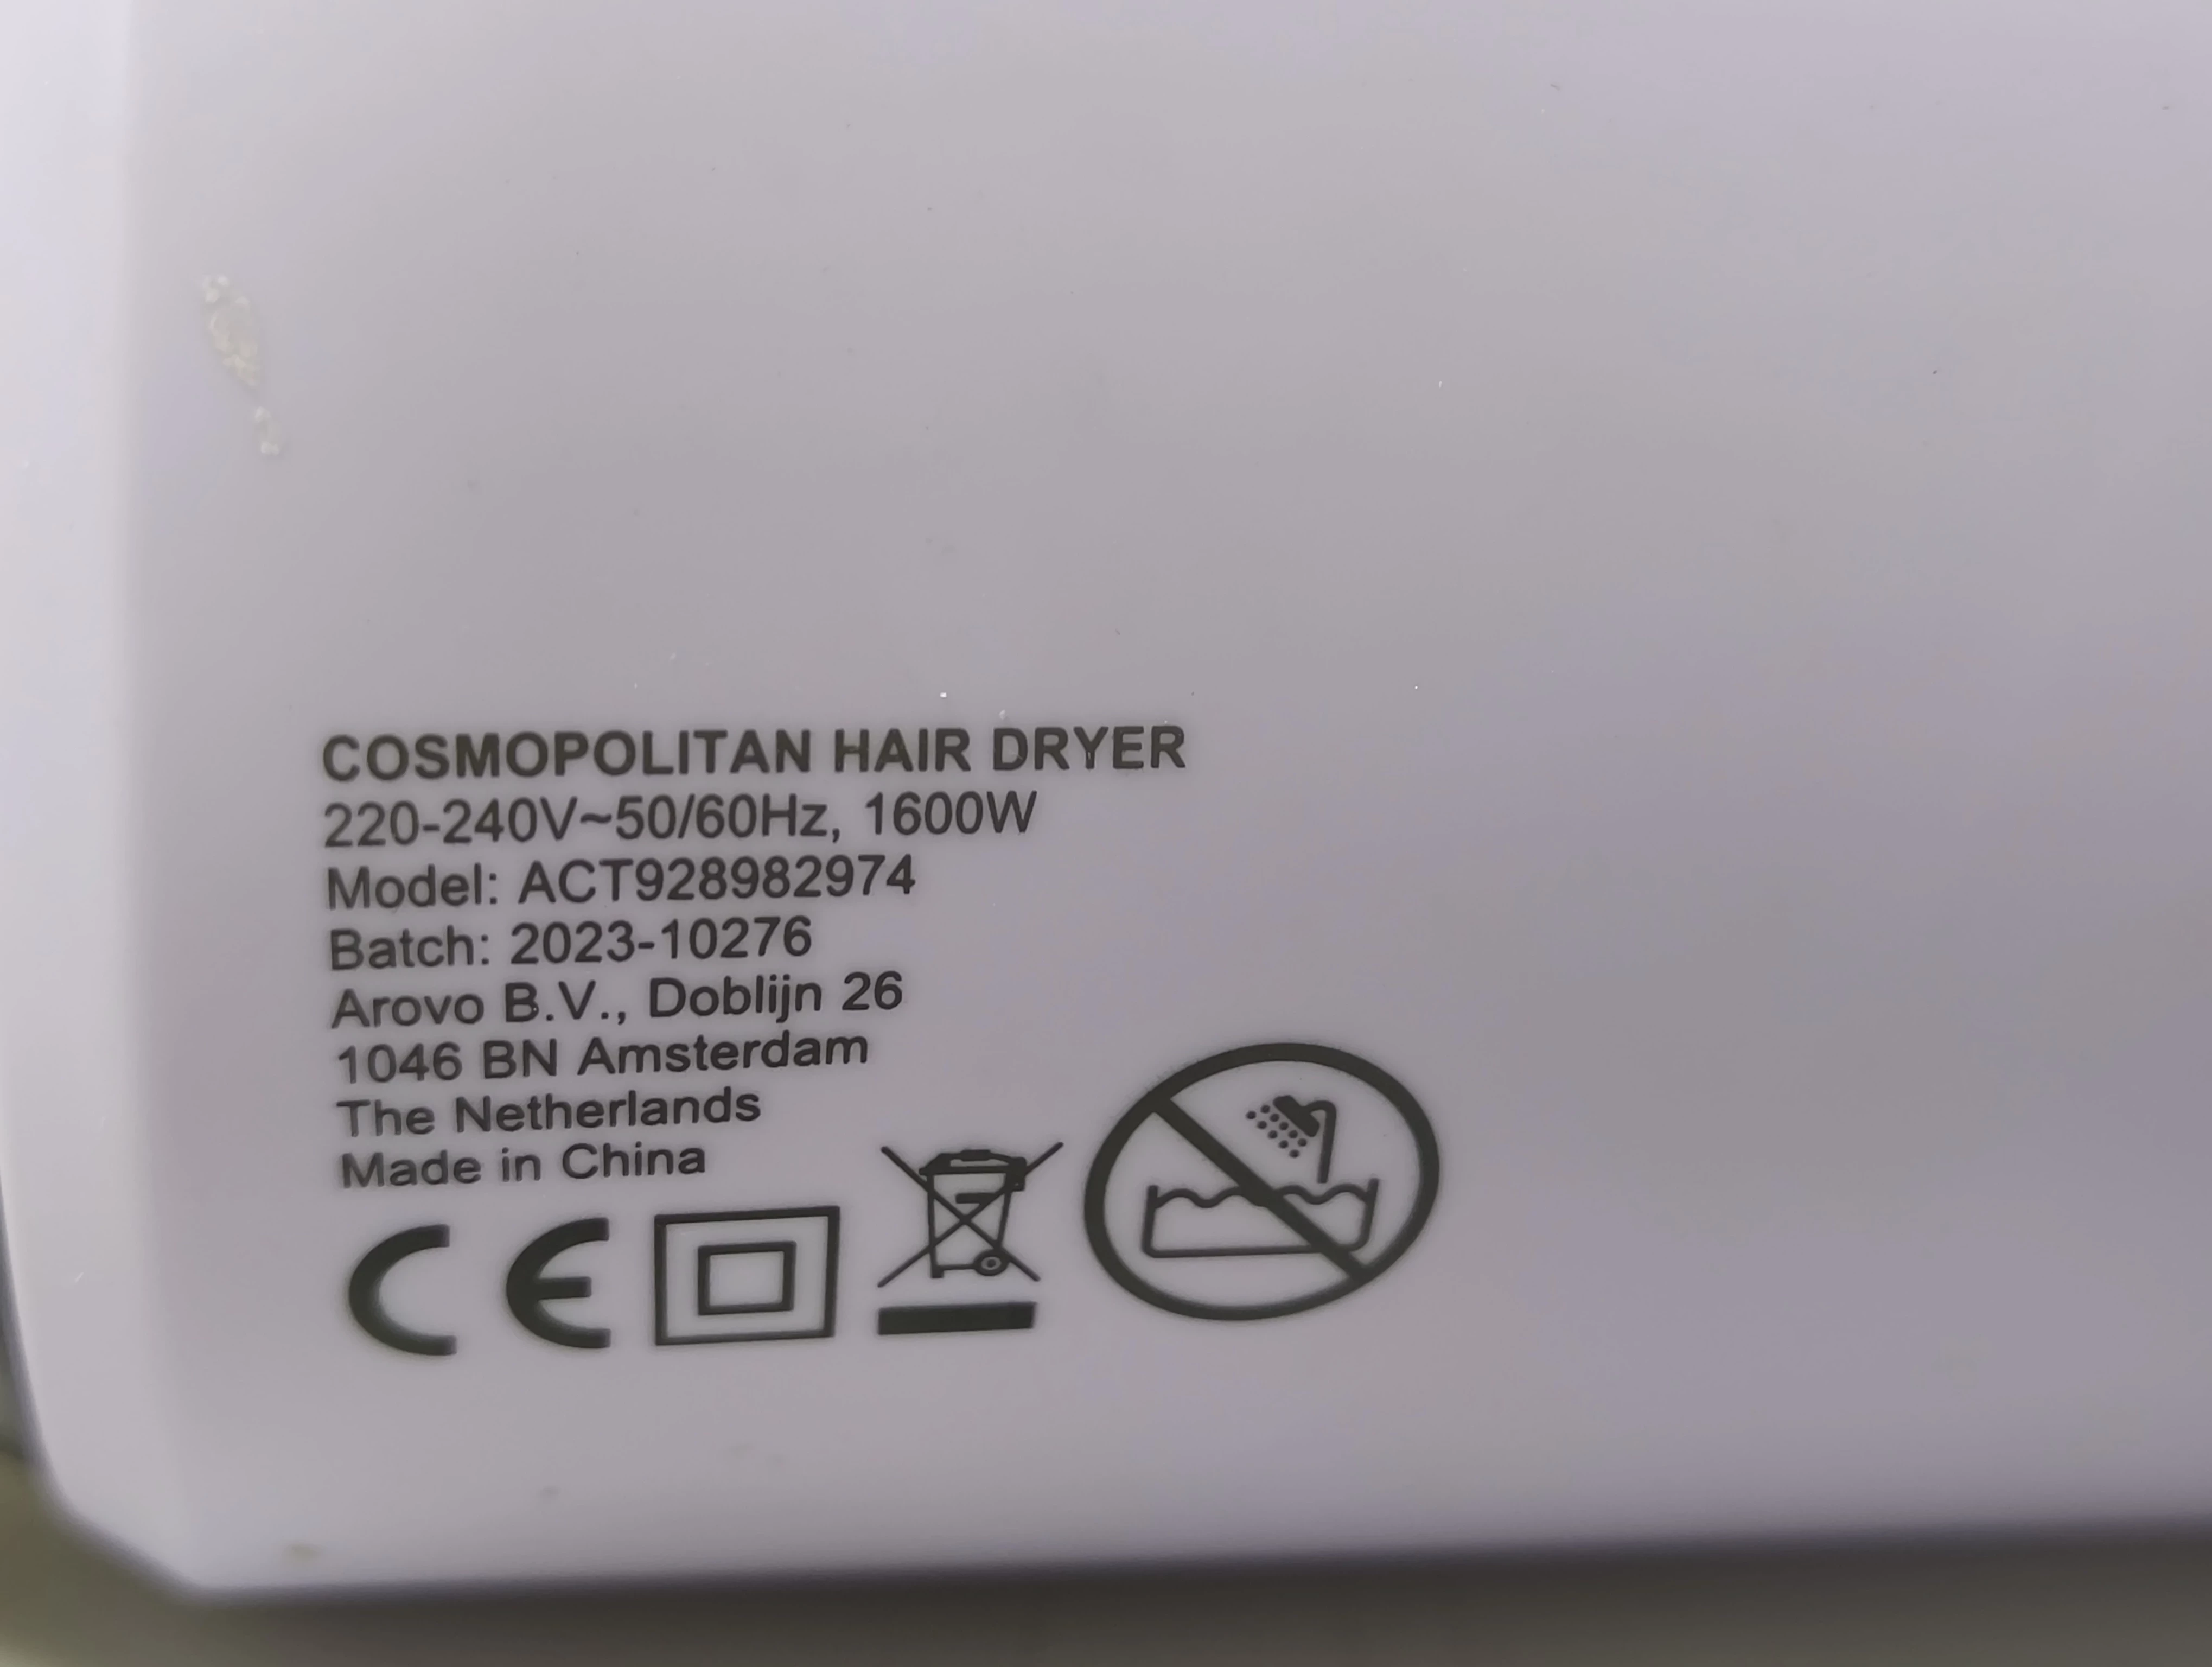 COSMOPOLITAN HAIR DRYER
220-240V~50/60Hz, 1600W
Model: ACT928982974
Batch: 2023-10276
Arovo B.V., Doblijn 26
1046 BN Amsterdam
The Netherlands
Made in China
CE